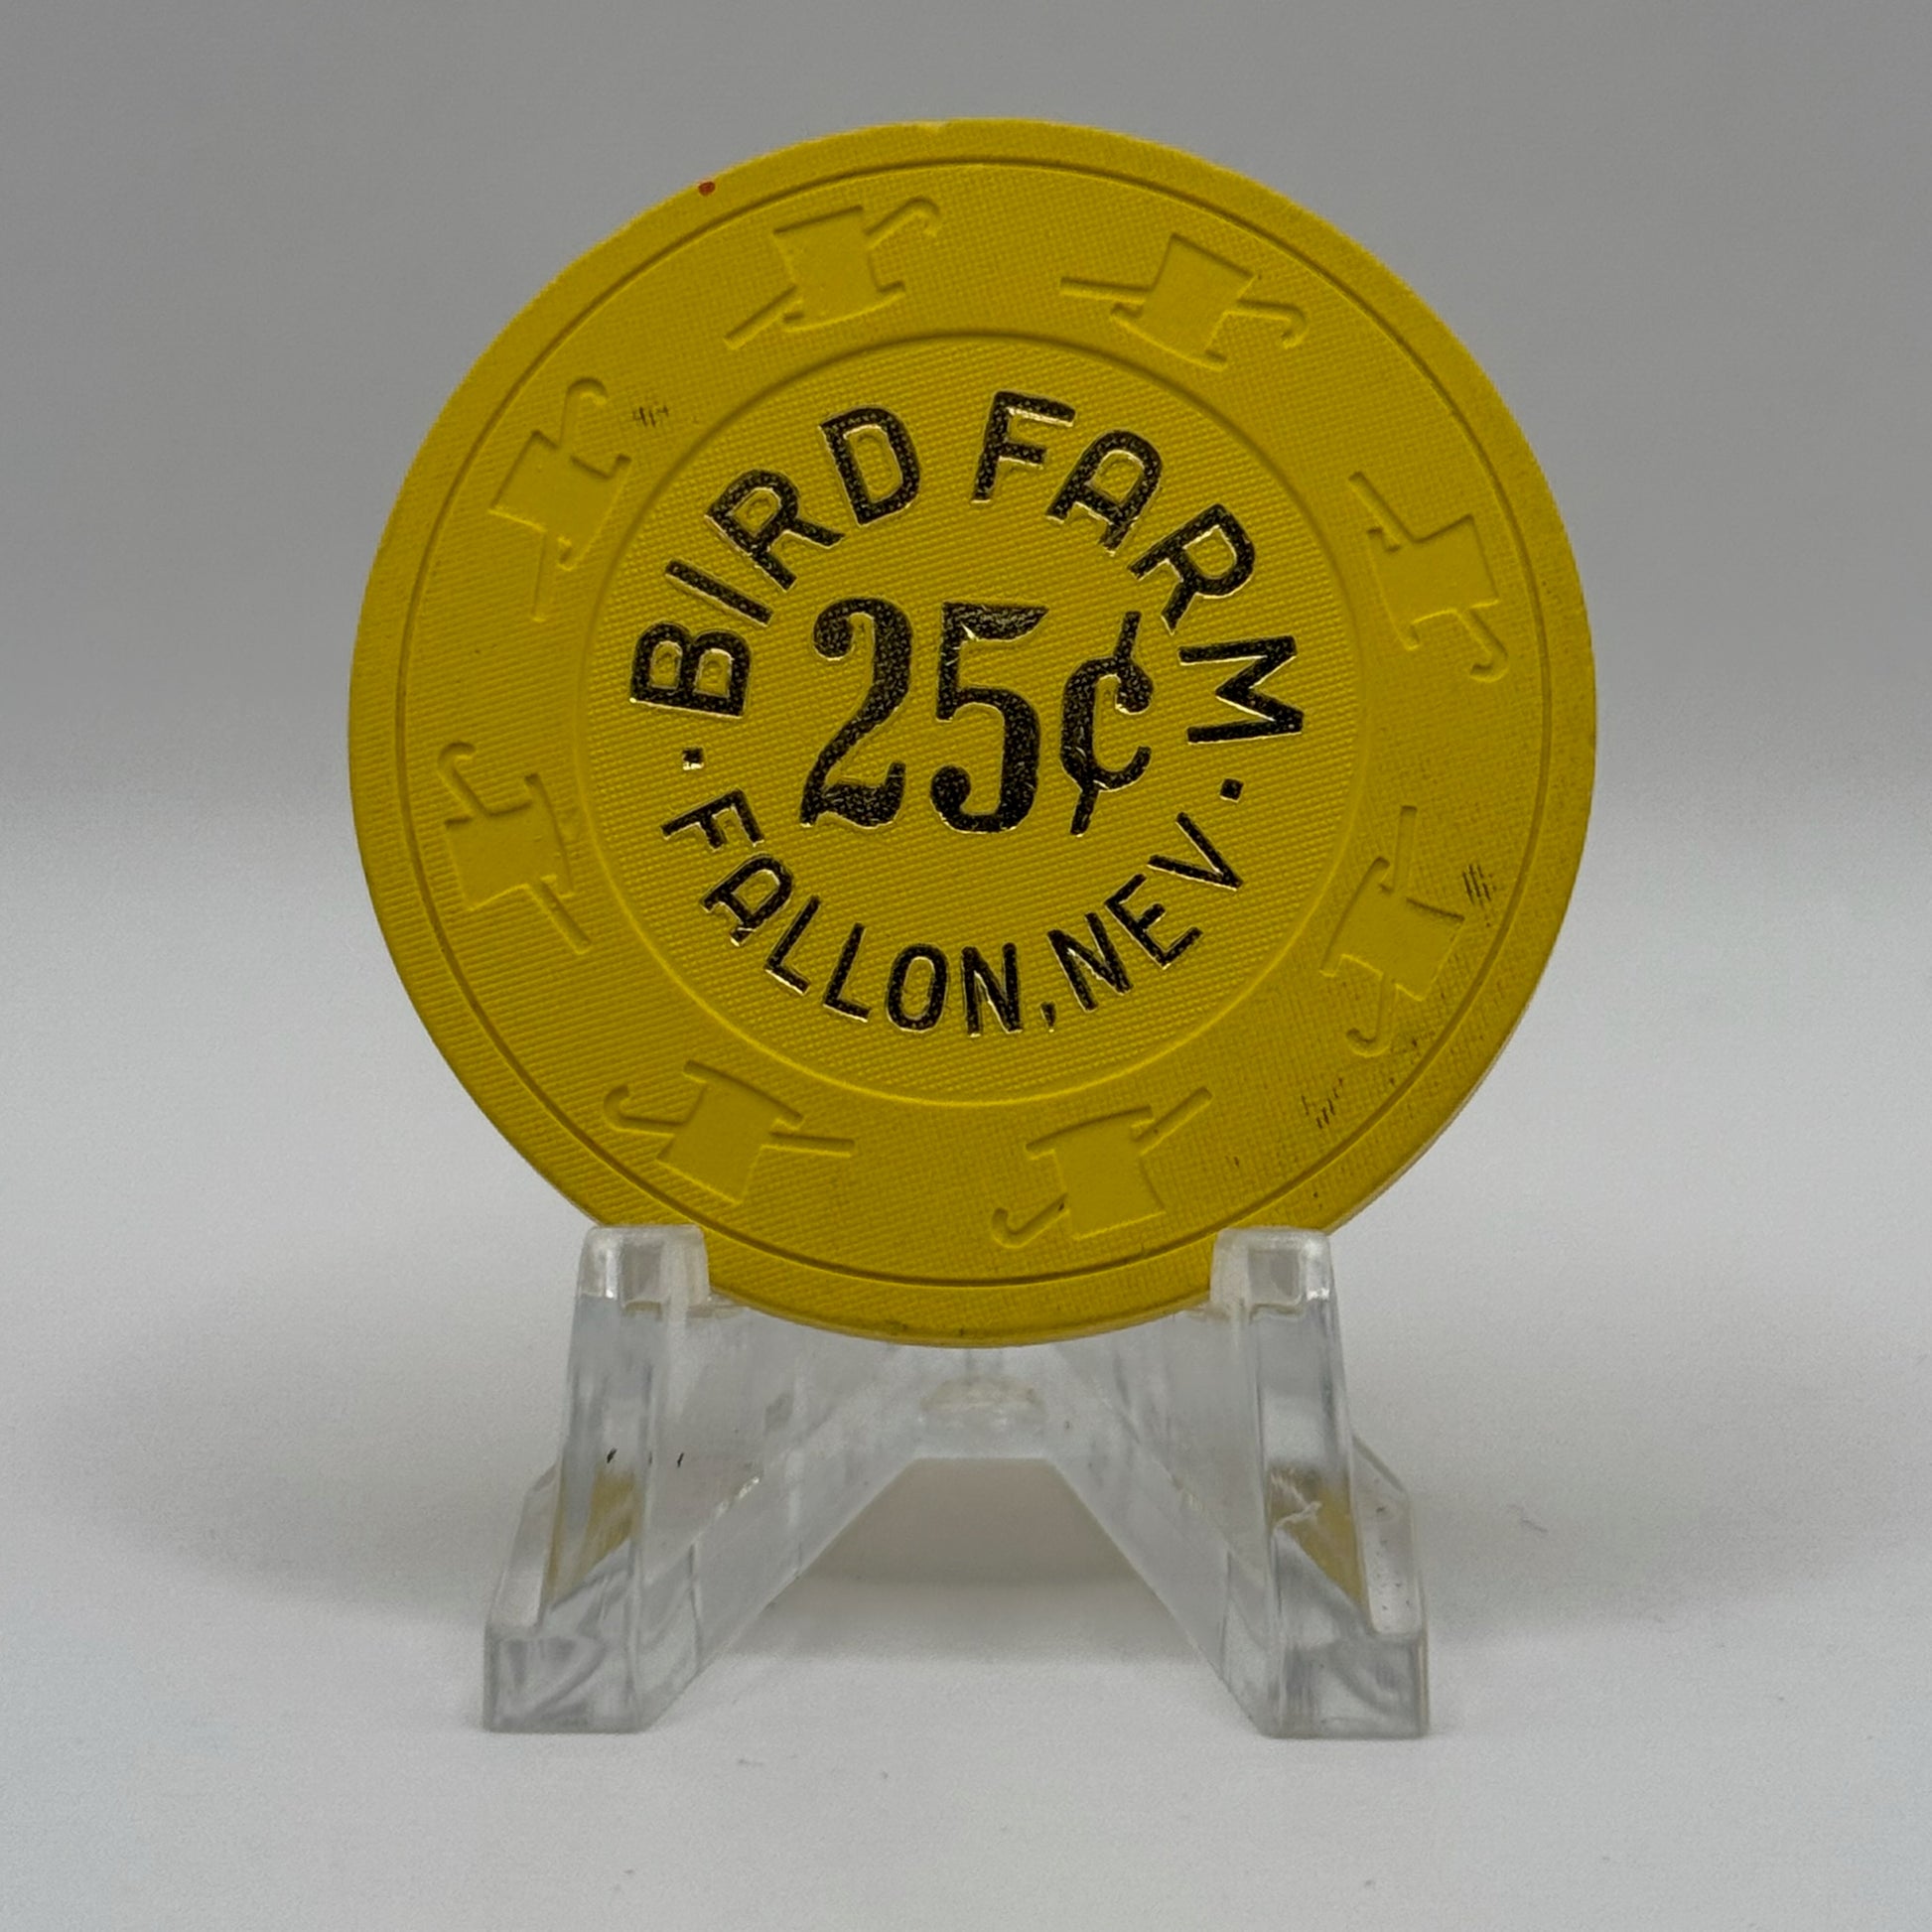 BIRD FARM
25¢
· FALLON, NEV ·